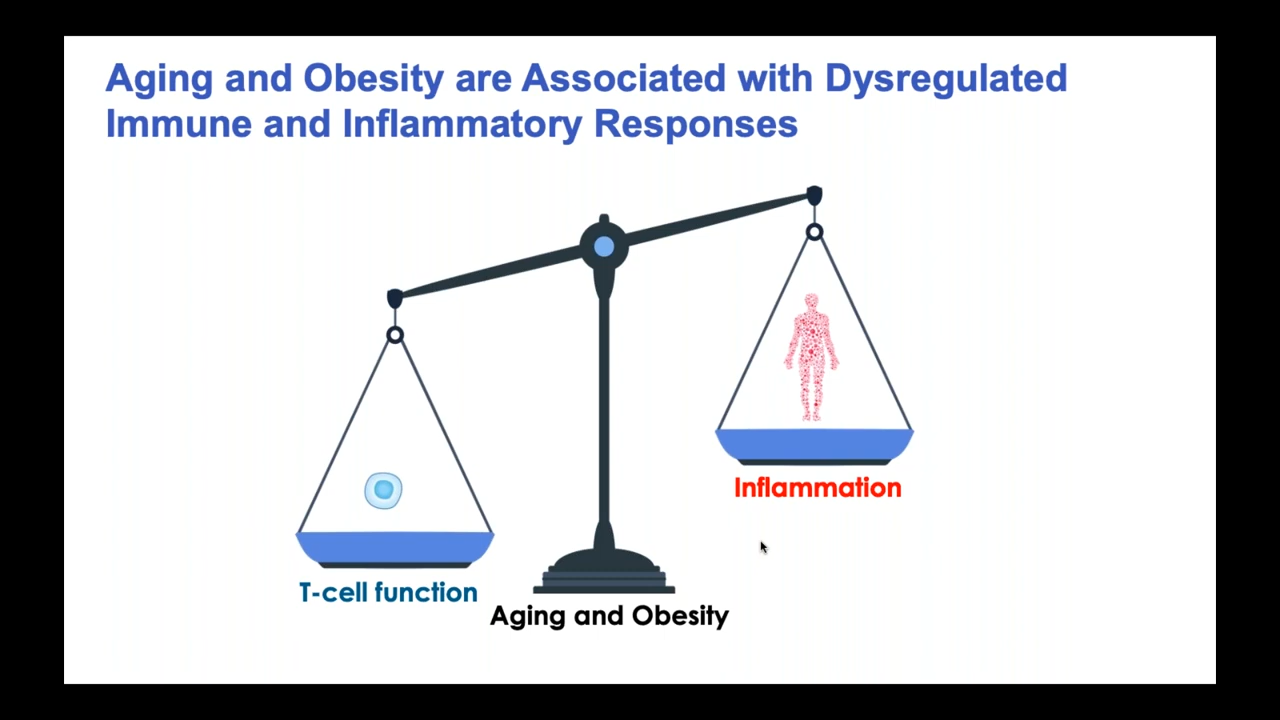 Aging and Obesity are Associated with Dysregulated
Immune and Inflammatory Responses
Inflammation
T-cell function
Aging and Obesity